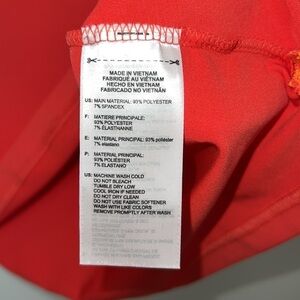 MADE IN VIETNAM
FABRIQUÉ AU VIETNAM
HECHO EN VIETNAM
FABRICADO NO VIETNÃ
US: MAIN MATERIAL: 93% POLYESTER
7% SPANDEX
F: MATIERE PRINCIPALE:
93% POLYESTER
7% ÉLASTHANNE
E: MATERIAL PRINCIPAL: 93% poliéster
7% elastano
P: MATERIAL PRINCIPAL:
93% POLIÉSTER
7% ELASTANO
US: MACHINE WASH COLD
DO NOT BLEACH
TUMBLE DRY LOW
COOL IRON IF NEEDED
DO NOT DRY CLEAN
DO NOT USE FABRIC SOFTENER
WASH WITH LIKE COLORS
REMOVE PROMPTLY AFTER WASH